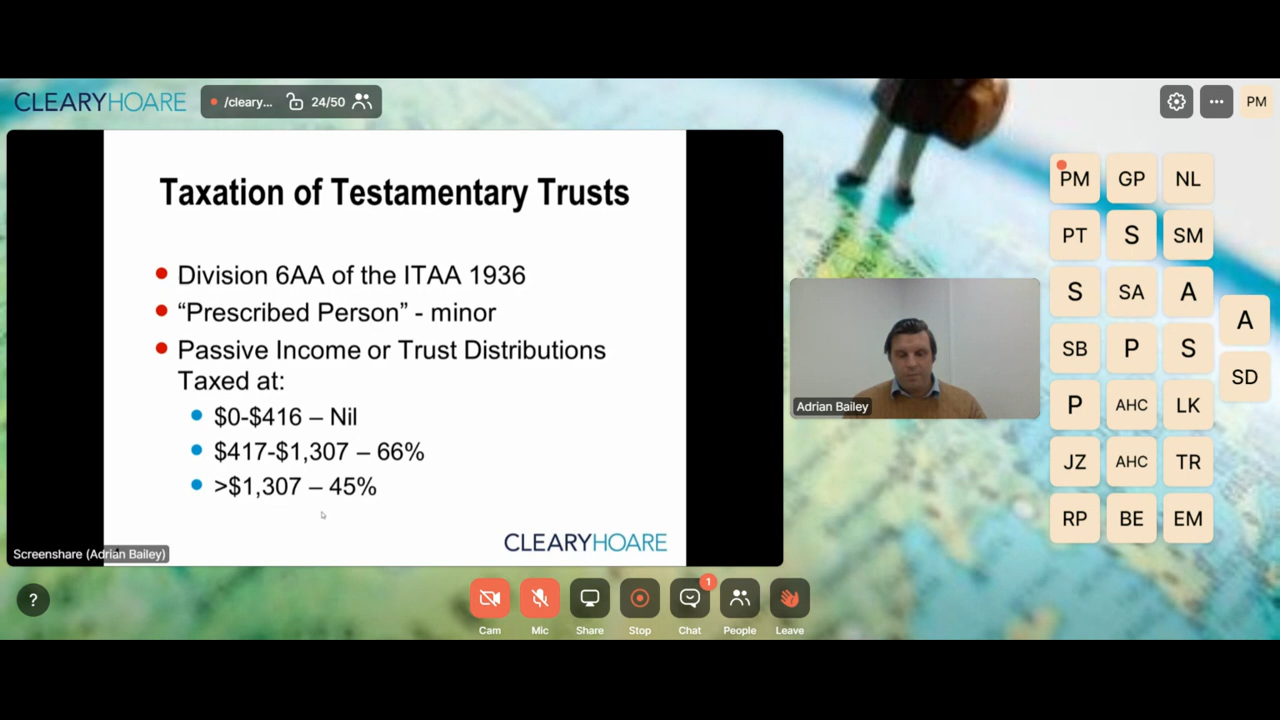 CLEARYHOARE
/cleary...
24/50
PM
Taxation of Testamentary Trusts
Division 6AA of the ITAA 1936
“Prescribed Person” - minor
Passive Income or Trust Distributions
Taxed at:
$0-$416 – Nil
$417-$1,307 – 66%
>$1,307 – 45%
CLEARYHOARE
Screenshare (Adrian Bailey)
Adrian Bailey
PM GP NL
PT S SM
S SA A
A
SB P S
SD
P AHC LK
JZ AHC TR
RP BE EM
?
1
Cam Mic Share Stop Chat People Leave